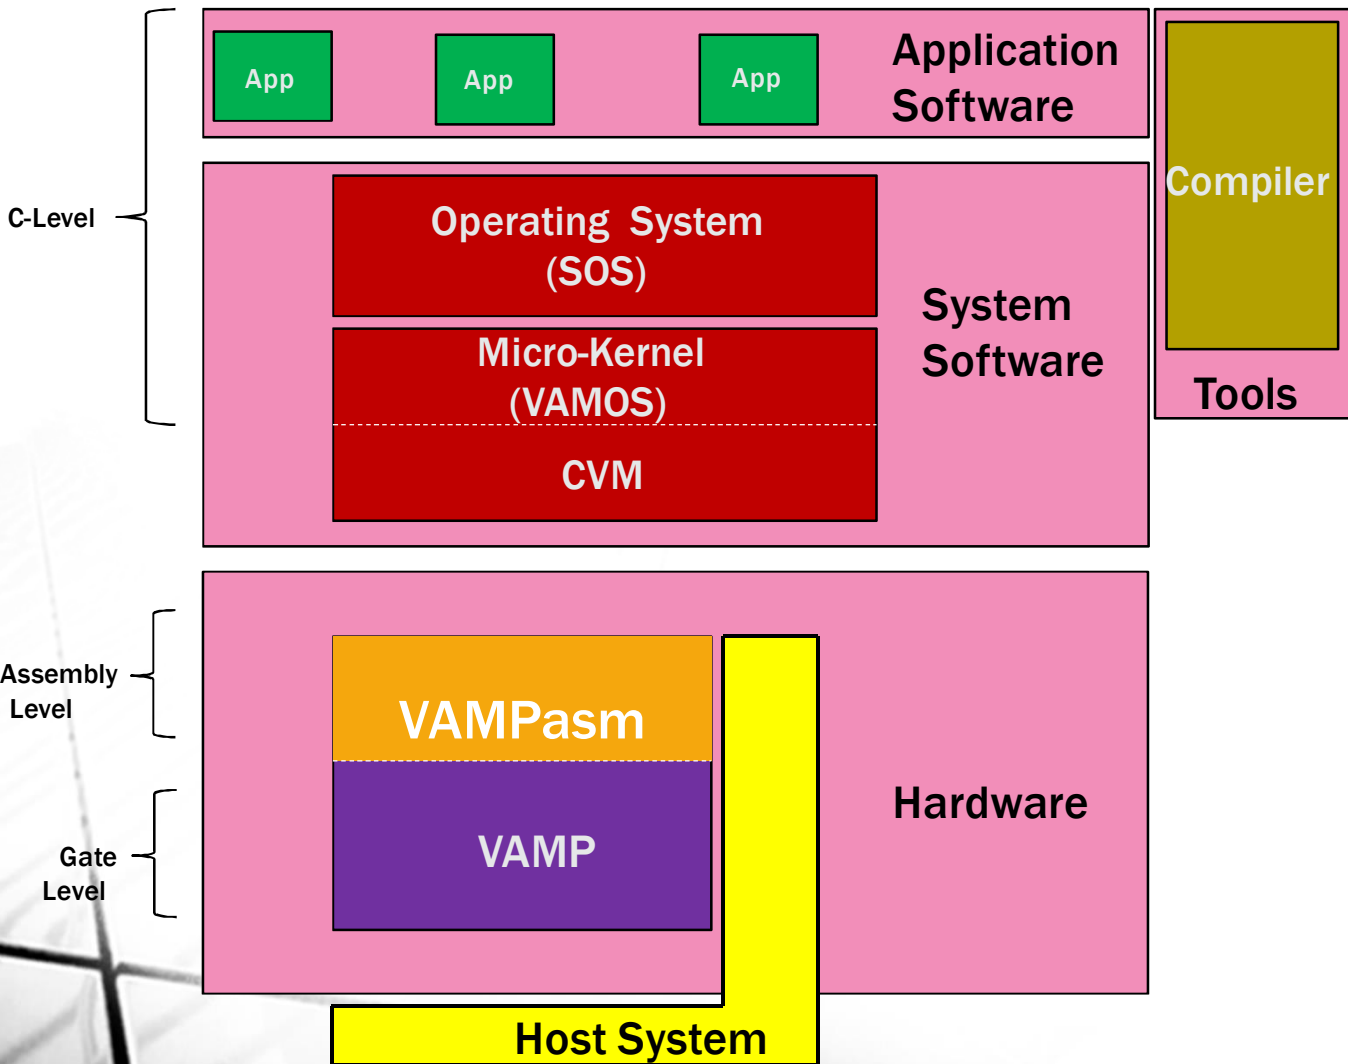 App
App
App
Application
Software
Compiler
Tools
C-Level
Operating System
(SOS)
Micro-Kernel
(VAMOS)
CVM
System
Software
Assembly
Level
VAMPasm
Gate
Level
VAMP
Hardware
Host System